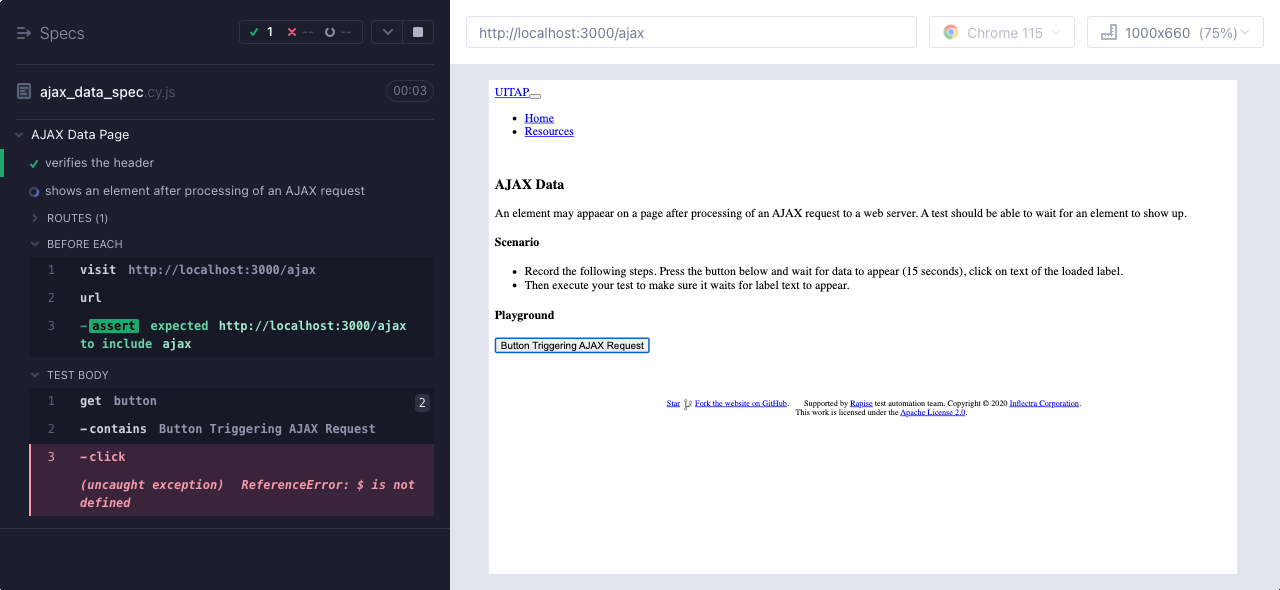 Specs
1 -- --
ajax_data_spec.cy.js 00:03
AJAX Data Page
verifies the header
shows an element after processing of an AJAX request
ROUTES (1)
BEFORE EACH
1 visit http://localhost:3000/ajax
2 url
3 -assert expected http://localhost:3000/ajax
to include ajax
TEST BODY
1 get button 2
2 -contains Button Triggering AJAX Request
3 -click
(uncaught exception) ReferenceError: $ is not
defined
http://localhost:3000/ajax
Chrome 115
1000x660 (75%)
UITAP
• Home
• Resources
AJAX Data
An element may appaear on a page after processing of an AJAX request to a web server. A test should be able to wait for an element to show up.
Scenario
• Record the following steps. Press the button below and wait for data to appear (15 seconds), click on text of the loaded label.
• Then execute your test to make sure it waits for label text to appear.
Playground
Button Triggering AJAX Request
Star Fork the website on GitHub. Supported by Rapise test automation team. Copyright © 2020 Inflectra Corporation.
This work is licensed under the Apache License 2.0.